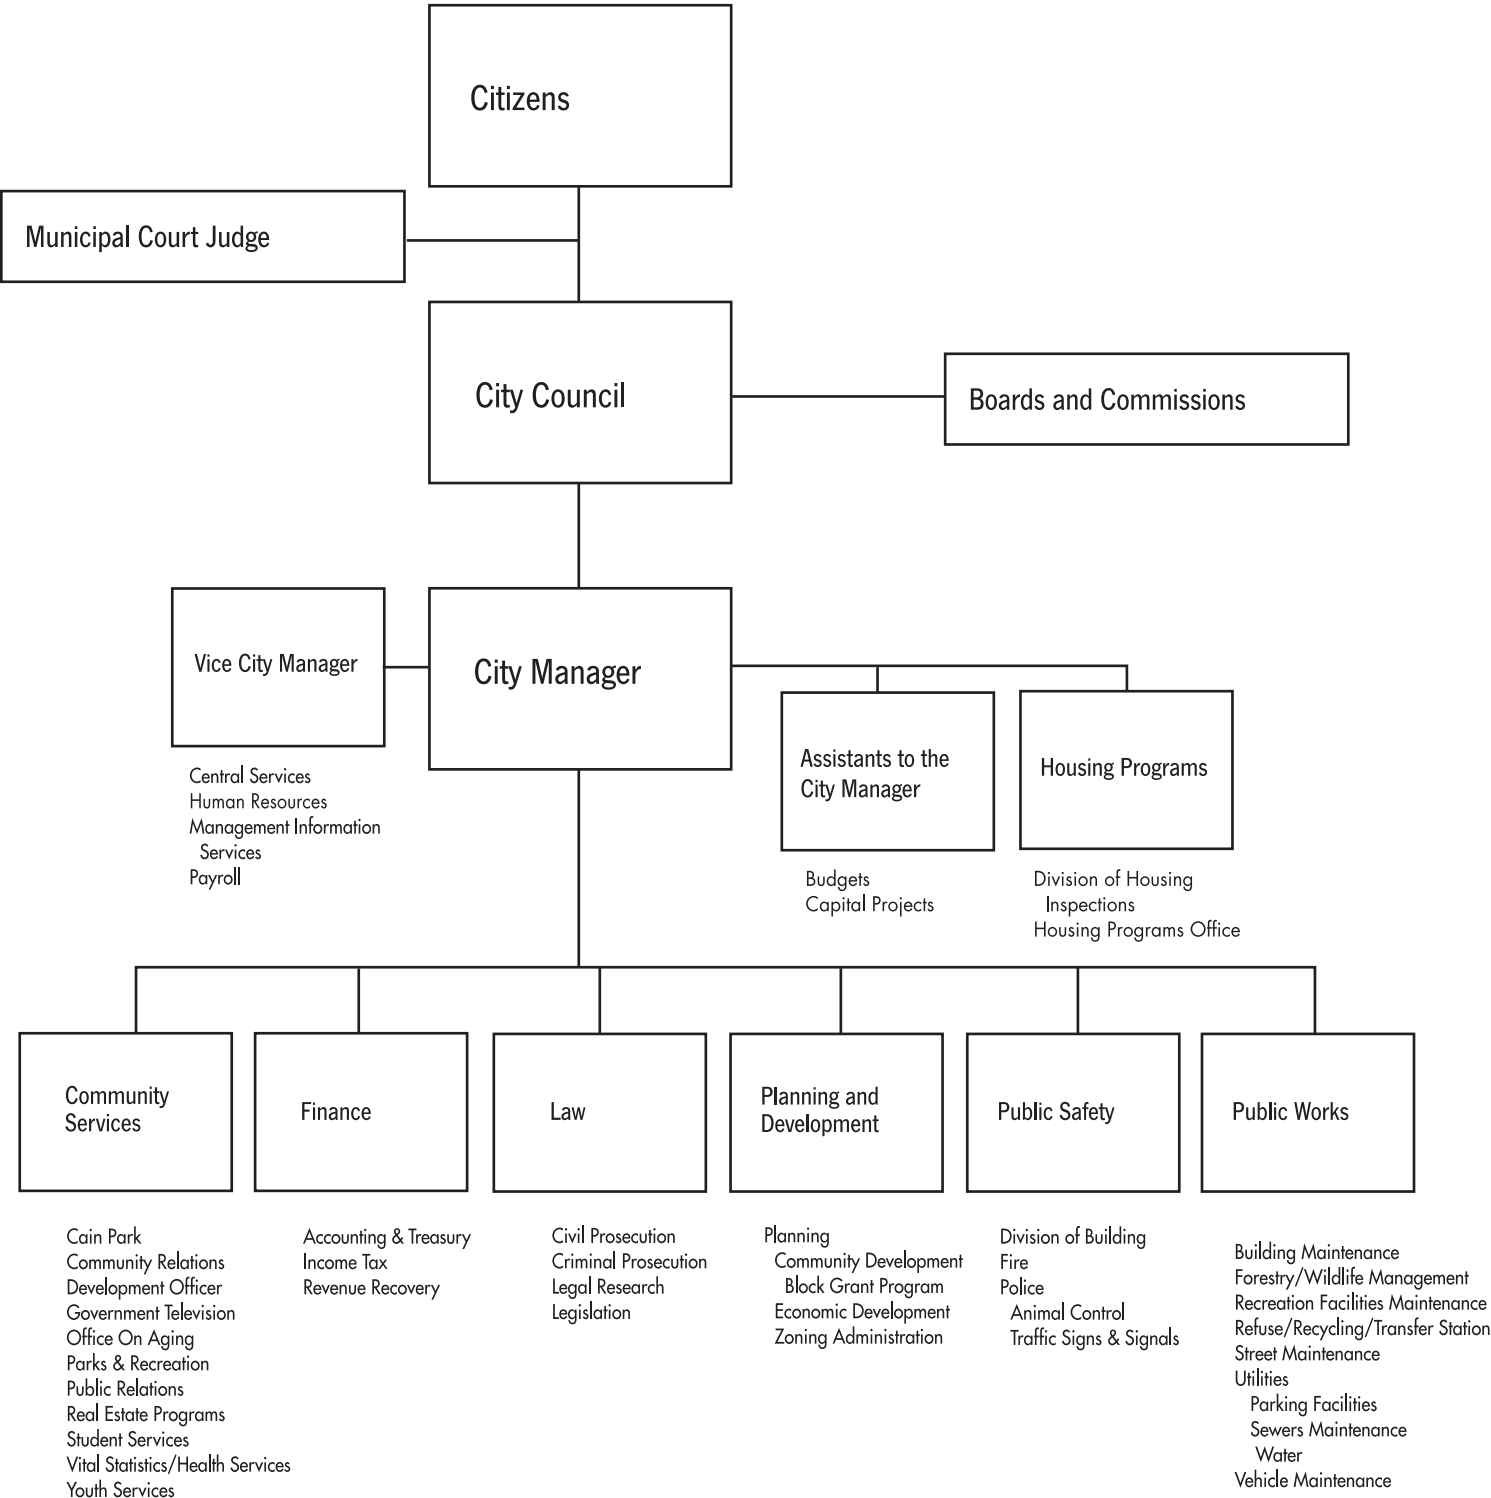 Citizens
Municipal Court Judge
City Council
Boards and Commissions
Vice City Manager
City Manager
Central Services
Human Resources
Management Information
Services
Payroll
Assistants to the
City Manager
Budgets
Capital Projects
Housing Programs
Division of Housing
Inspections
Housing Programs Office
Community
Services
Cain Park
Community Relations
Development Officer
Government Television
Office On Aging
Parks & Recreation
Public Relations
Real Estate Programs
Student Services
Vital Statistics/Health Services
Youth Services
Finance
Accounting & Treasury
Income Tax
Revenue Recovery
Law
Civil Prosecution
Criminal Prosecution
Legal Research
Legislation
Planning and
Development
Planning
Community Development
Block Grant Program
Economic Development
Zoning Administration
Public Safety
Division of Building
Fire
Police
Animal Control
Traffic Signs & Signals
Public Works
Building Maintenance
Forestry/Wildlife Management
Recreation Facilities Maintenance
Refuse/Recycling/Transfer Station
Street Maintenance
Utilities
Parking Facilities
Sewers Maintenance
Water
Vehicle Maintenance